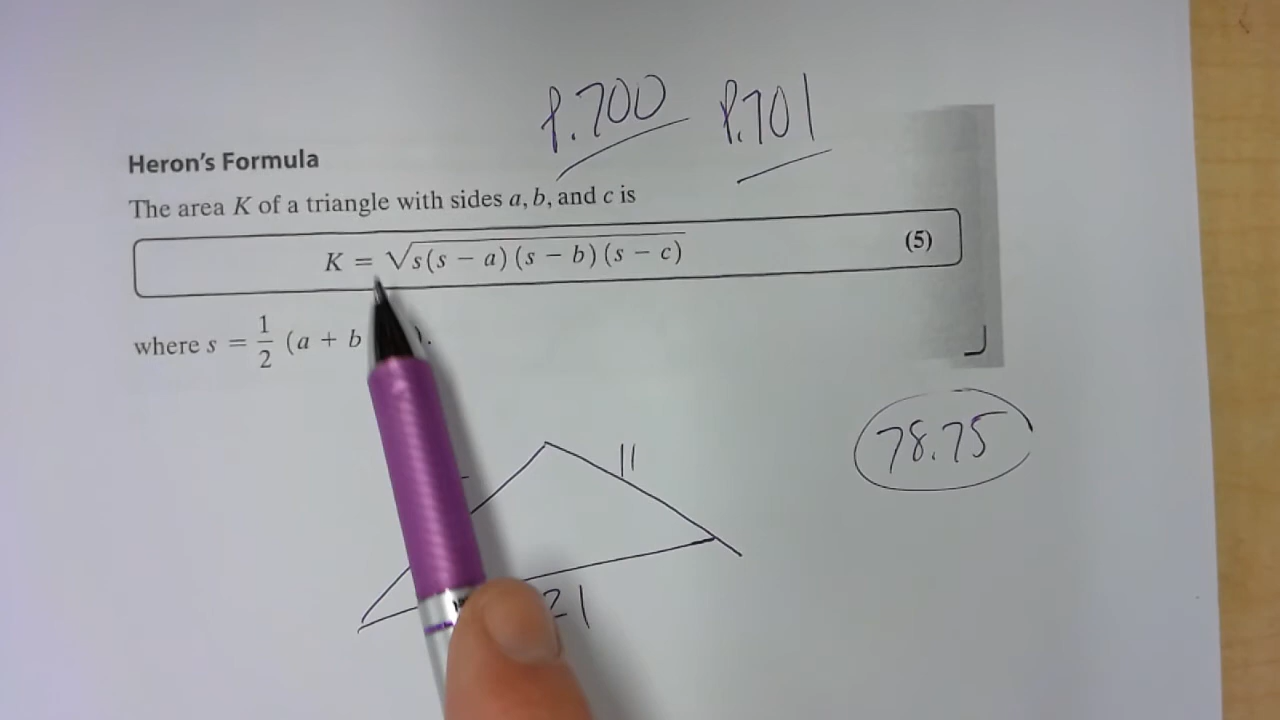 p.700 p.701
Heron's Formula
The area K of a triangle with sides a, b, and c is
K = √s(s − a)(s − b)(s − c) (5)
where s = 1/2 (a + b ).
78.75
11
21